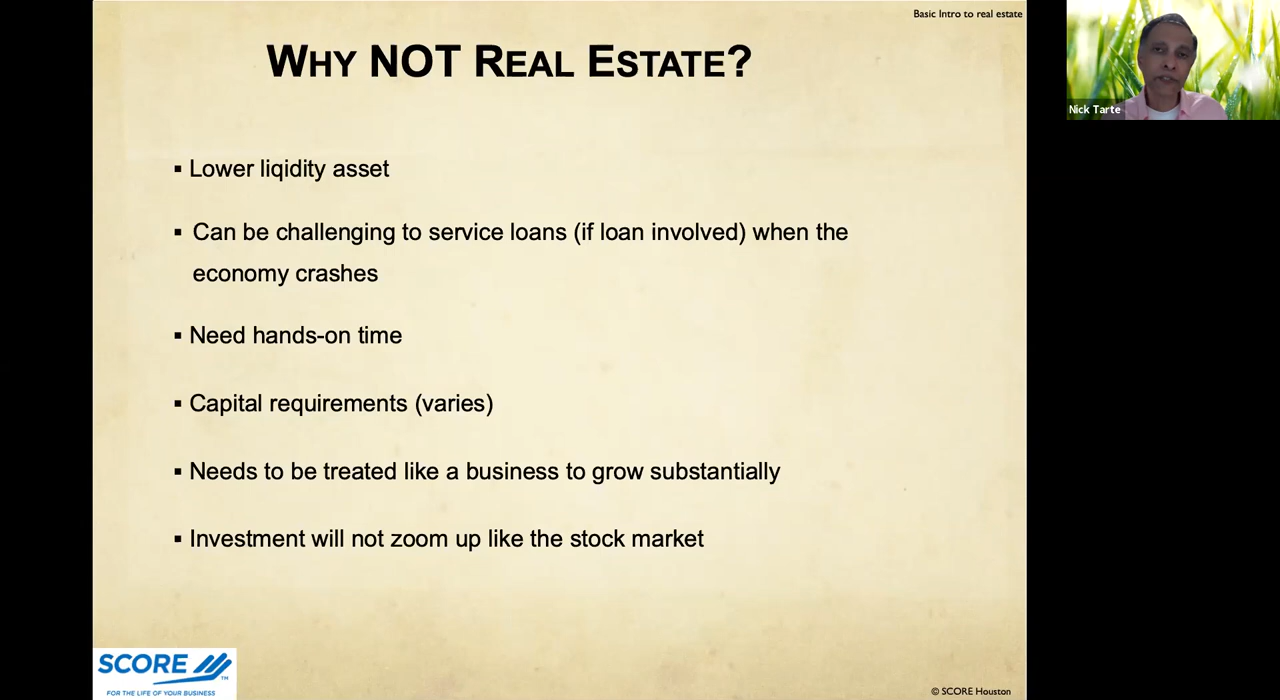 Basic Intro to real estate
WHY NOT REAL ESTATE?
Nick Tarte
▪ Lower liqidity asset
▪ Can be challenging to service loans (if loan involved) when the
economy crashes
▪ Need hands-on time
▪ Capital requirements (varies)
▪ Needs to be treated like a business to grow substantially
▪ Investment will not zoom up like the stock market
SCORE TM
FOR THE LIFE OF YOUR BUSINESS
© SCORE Houston